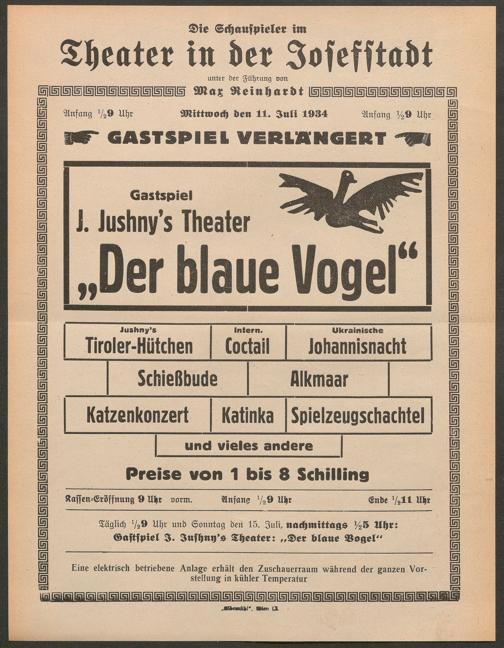 Die Schauspieler im
Theater in der Josefstadt
unter der Führung von
Max Reinhardt
Anfang ½9 Uhr Mittwoch den 11. Juli 1934 Anfang ½9 Uhr
GASTSPIEL VERLÄNGERT
Gastspiel
J. Jushny's Theater
„Der blaue Vogel“
Jushny's
Tiroler-Hütchen
Intern.
Coctail
Ukrainische
Johannisnacht
Schießbude
Alkmaar
Katzenkonzert
Katinka
Spielzeugschachtel
und vieles andere
Preise von 1 bis 8 Schilling
Kassen-Eröffnung 9 Uhr vorm. Anfang ½9 Uhr Ende ½11 Uhr
Täglich ½9 Uhr und Sonntag den 15. Juli, nachmittags ½5 Uhr:
Gastspiel J. Jushny's Theater: „Der blaue Vogel“
Eine elektrisch betriebene Anlage erhält den Zuschauerraum während der ganzen Vor-
stellung in kühler Temperatur
Wien IX.